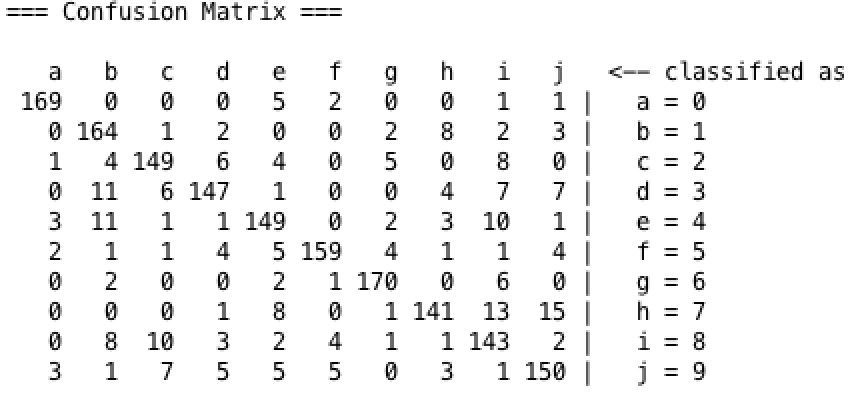 === Confusion Matrix ===
a b c d e f g h i j <-- classified as
169 0 0 0 5 2 0 0 1 1 | a = 0
0 164 1 2 0 0 2 8 2 3 | b = 1
1 4 149 6 4 0 5 0 8 0 | c = 2
0 11 6 147 1 0 0 4 7 7 | d = 3
3 11 1 1 149 0 2 3 10 1 | e = 4
2 1 1 4 5 159 4 1 1 4 | f = 5
0 2 0 0 2 1 170 0 6 0 | g = 6
0 0 0 1 8 0 1 141 13 15 | h = 7
0 8 10 3 2 4 1 1 143 2 | i = 8
3 1 7 5 5 5 0 3 1 150 | j = 9